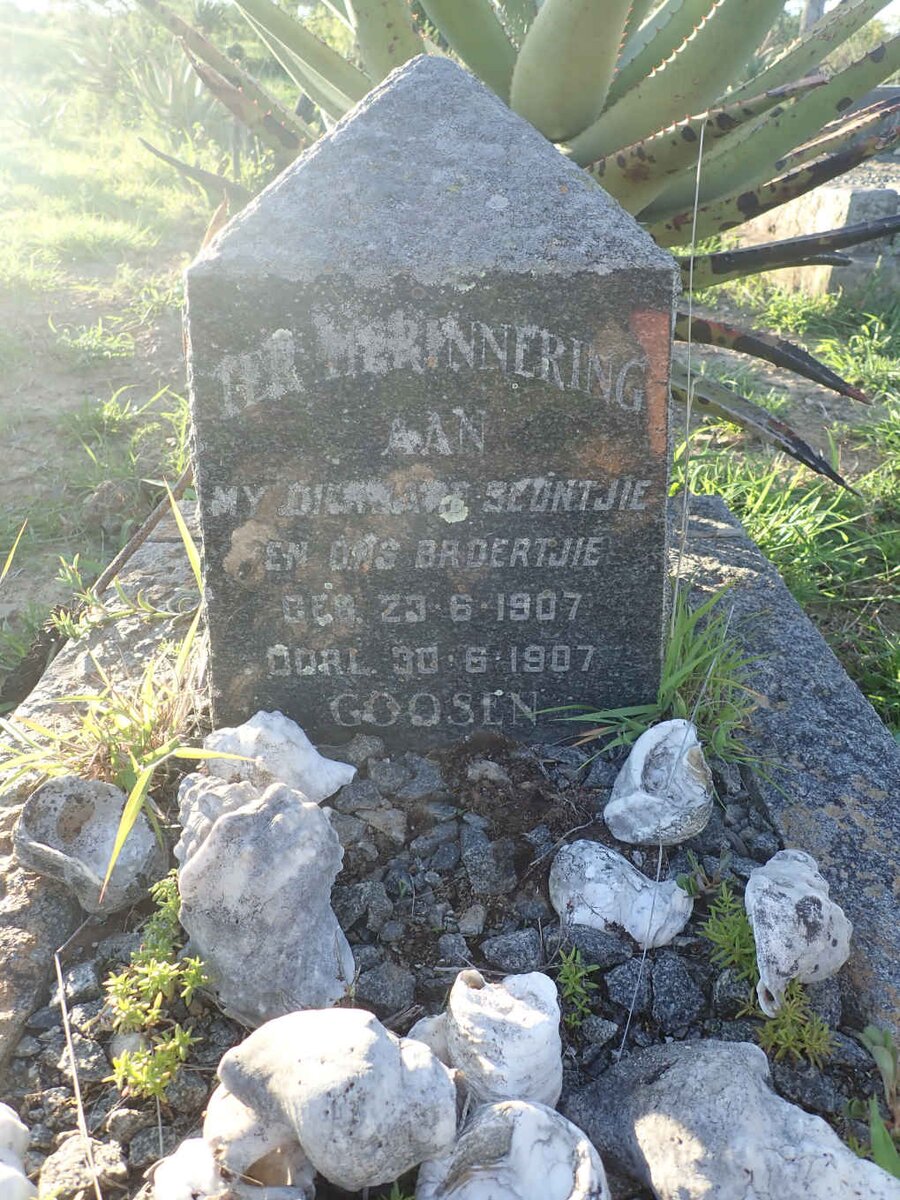 TER HERINNERING
AAN
MY DIERBARE SEUNTJIE
EN ONS BROERTJIE
GEB. 23·6·1907
OORL. 30·6·1907
GOOSEN